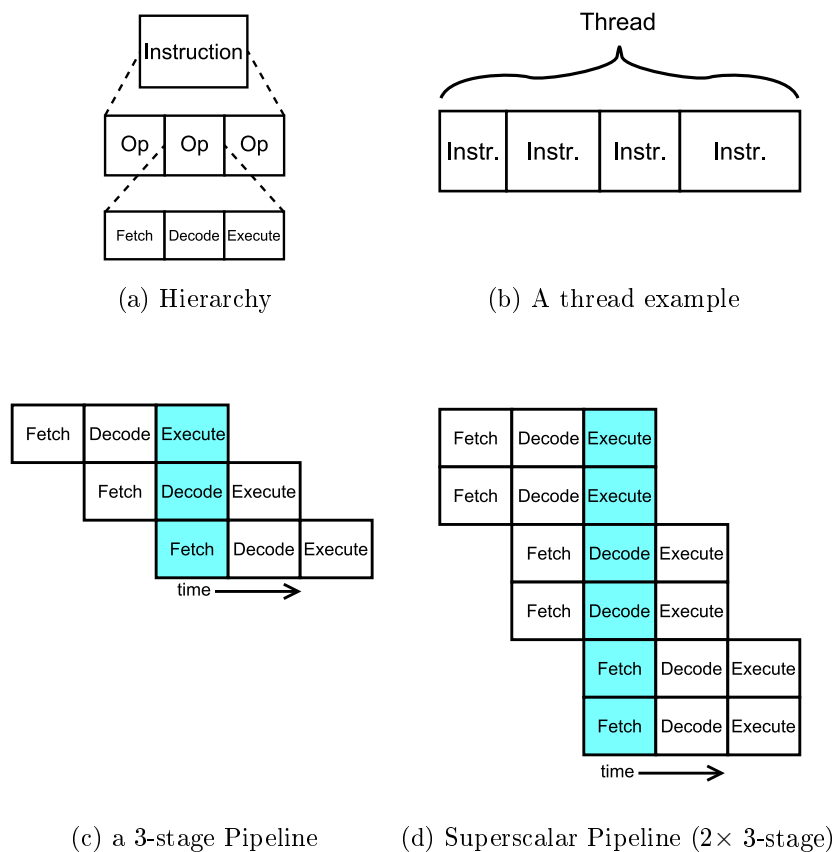 Instruction
Op Op Op
Fetch Decode Execute
(a) Hierarchy
Thread
Instr. Instr. Instr. Instr.
(b) A thread example
Fetch Decode Execute
Fetch Decode Execute
Fetch Decode Execute
time
(c) a 3-stage Pipeline
Fetch Decode Execute
Fetch Decode Execute
Fetch Decode Execute
Fetch Decode Execute
Fetch Decode Execute
Fetch Decode Execute
time
(d) Superscalar Pipeline (2× 3-stage)